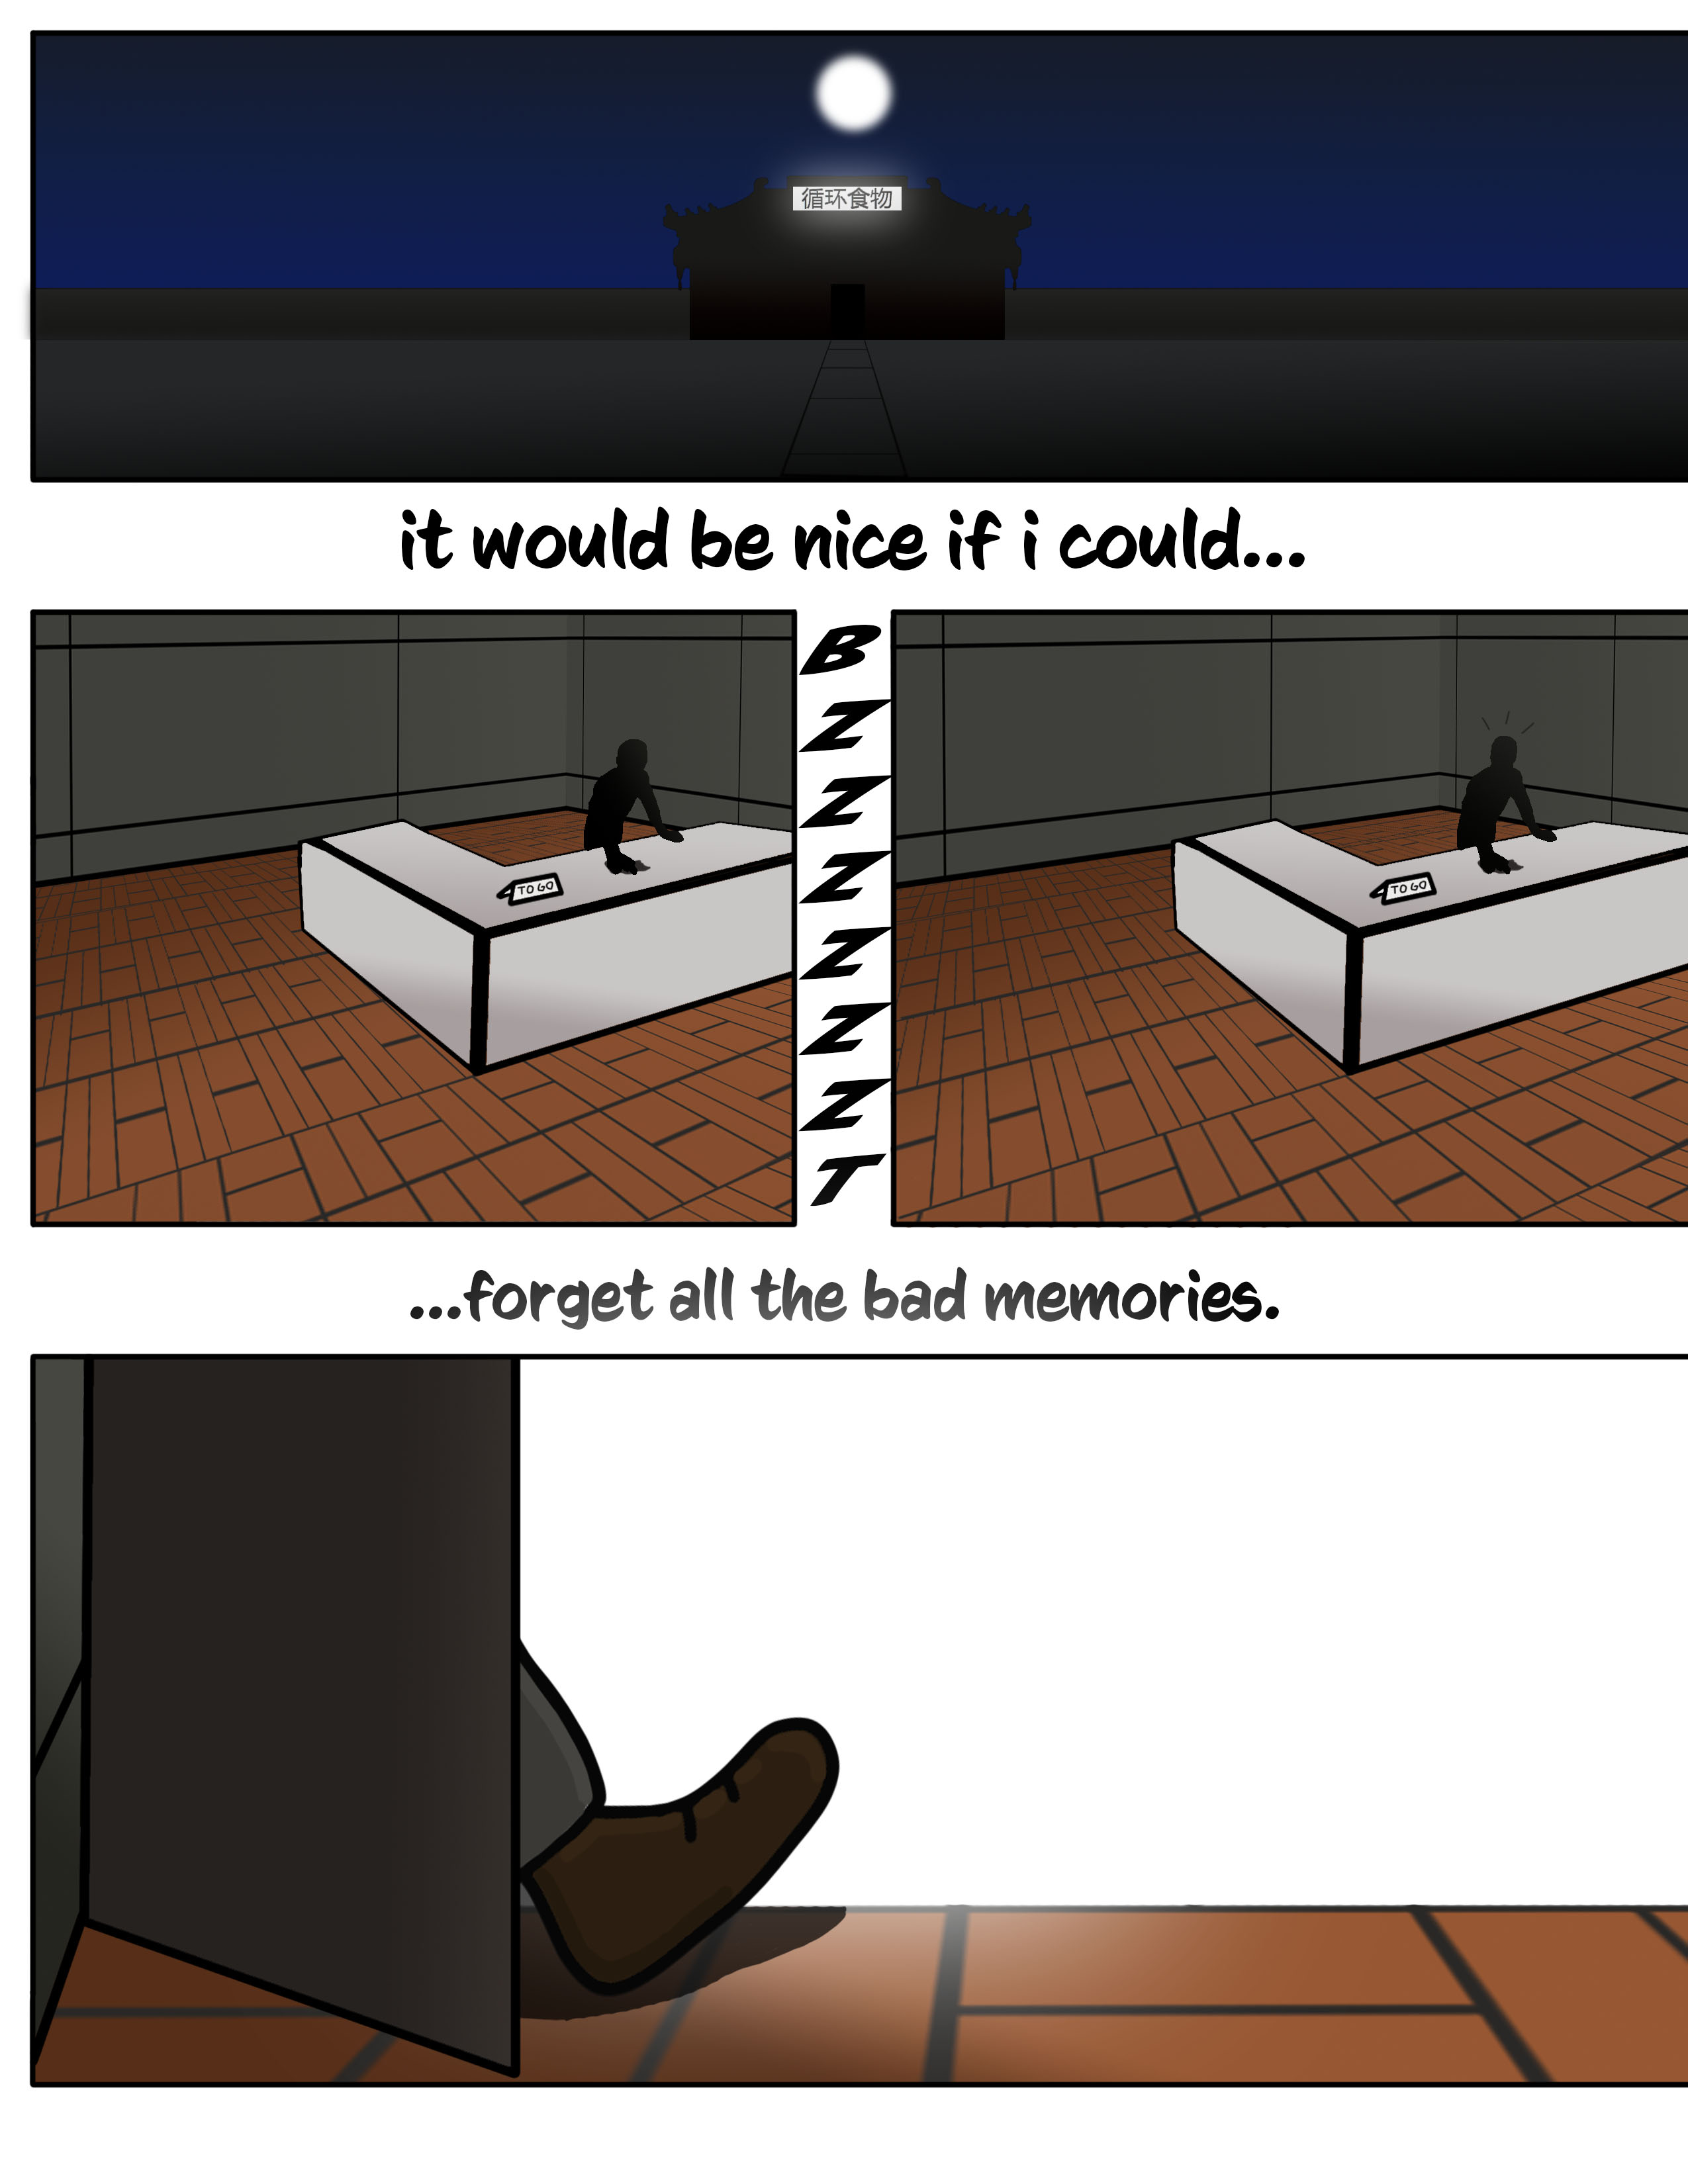 循环食物
it would be nice if i could...
TO GO
BZZZZZZT
TO GO
...forget all the bad memories.